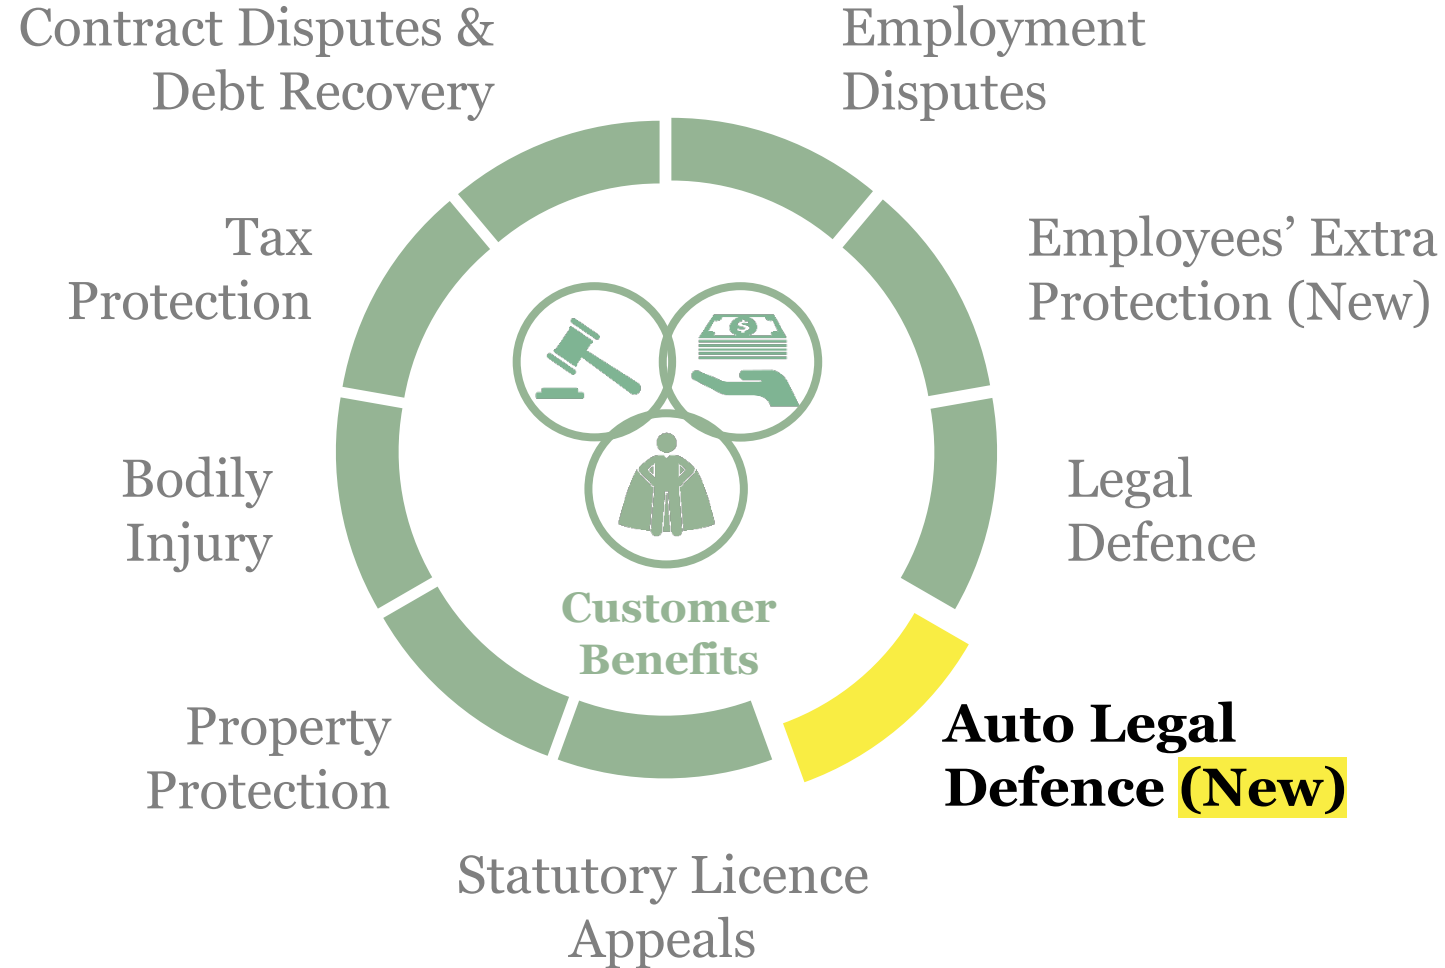 Contract Disputes &
Debt Recovery
Employment
Disputes
Tax
Protection
Employees’ Extra
Protection (New)
Bodily
Injury
Legal
Defence
Customer
Benefits
Property
Protection
Auto Legal
Defence (New)
Statutory Licence
Appeals
$